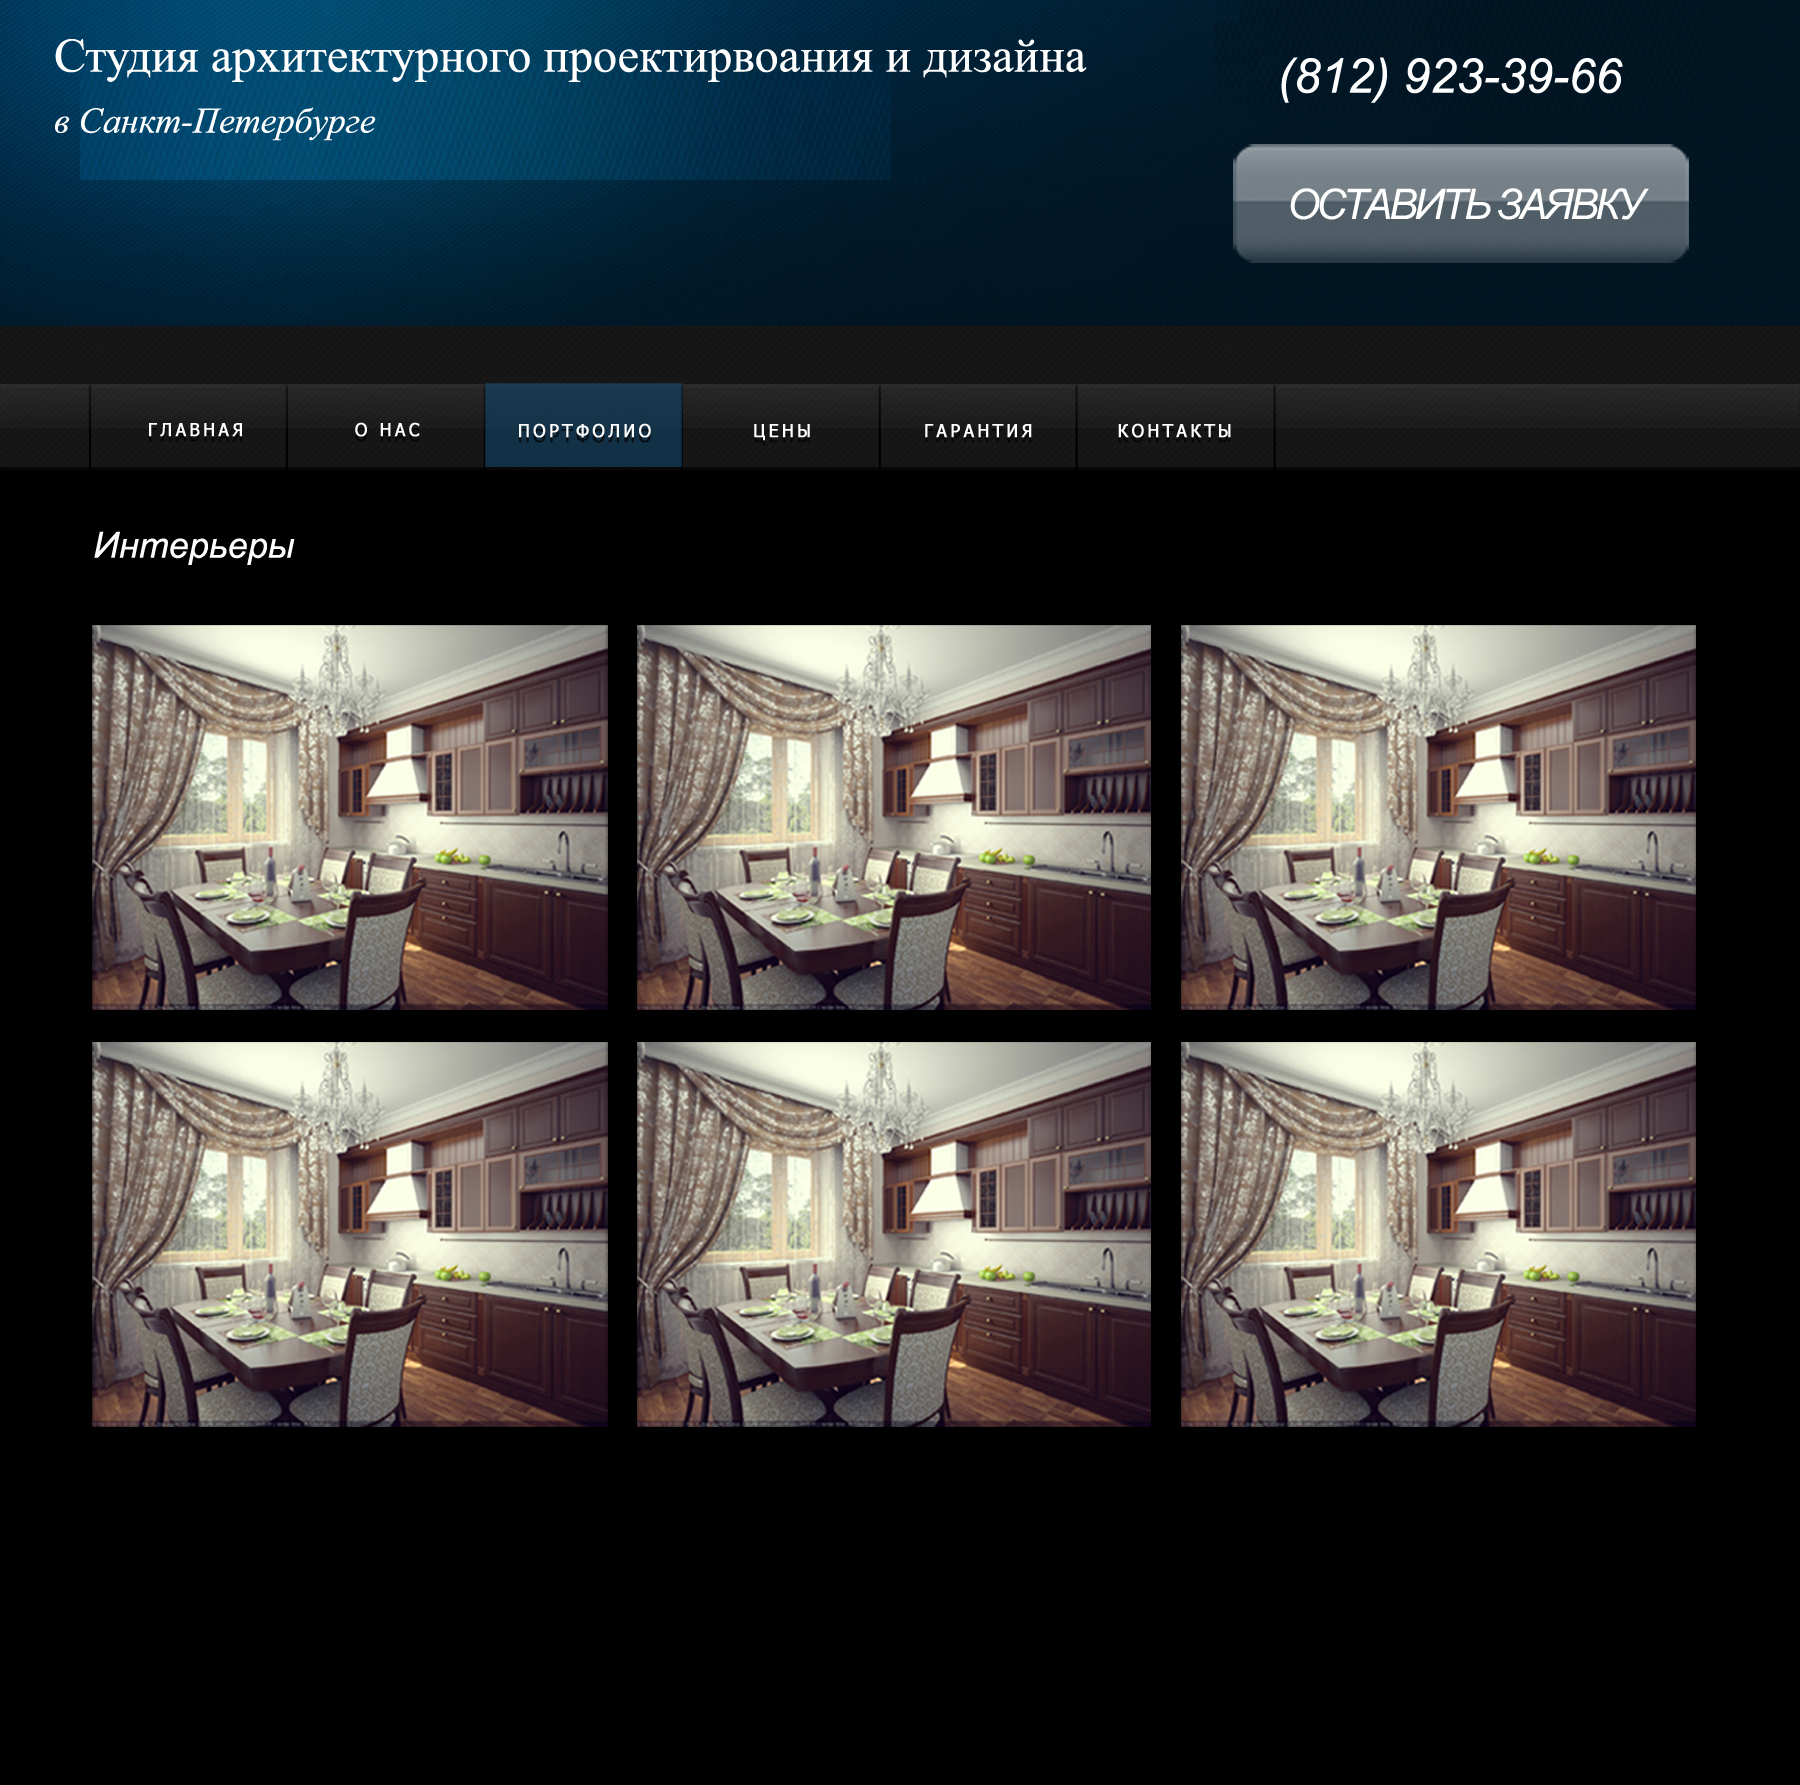 Студия архитектурного проектирвоания и дизайна
в Санкт-Петербурге
(812) 923-39-66
ОСТАВИТЬ ЗАЯВКУ
ГЛАВНАЯ
О НАС
ПОРТФОЛИО
ЦЕНЫ
ГАРАНТИЯ
КОНТАКТЫ
Интерьеры